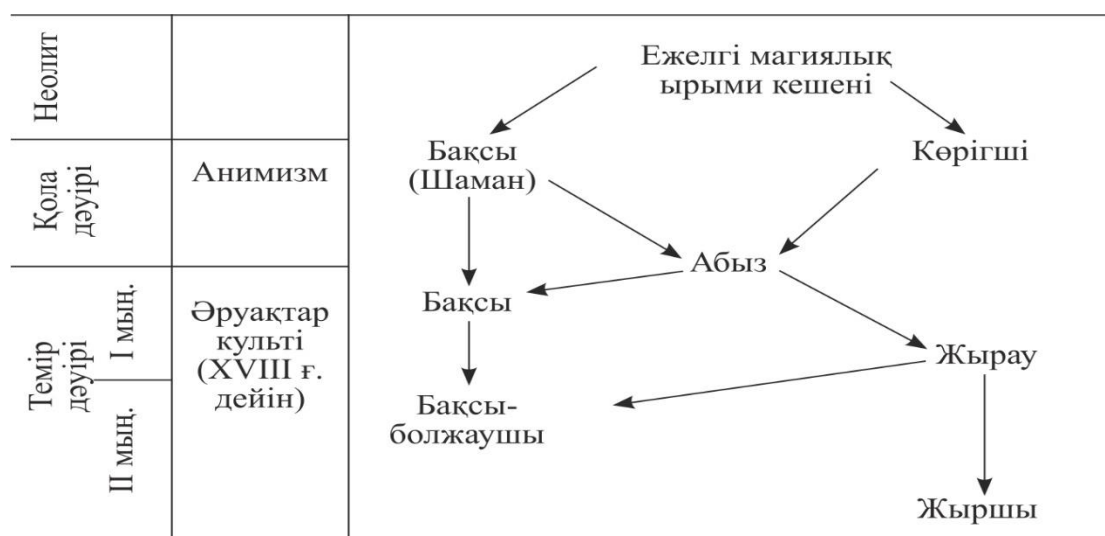 Неолит
Ежелгі магиялық
ырыми кешені
Қола
дәуірі
Анимизм
Бақсы
(Шаман)
Көрігші
Абыз
Темір
дәуірі
I мың.
II мың.
Әруақтар
культі
(XVIII ғ.
дейін)
Бақсы
Жырау
Бақсы-
болжаушы
Жыршы